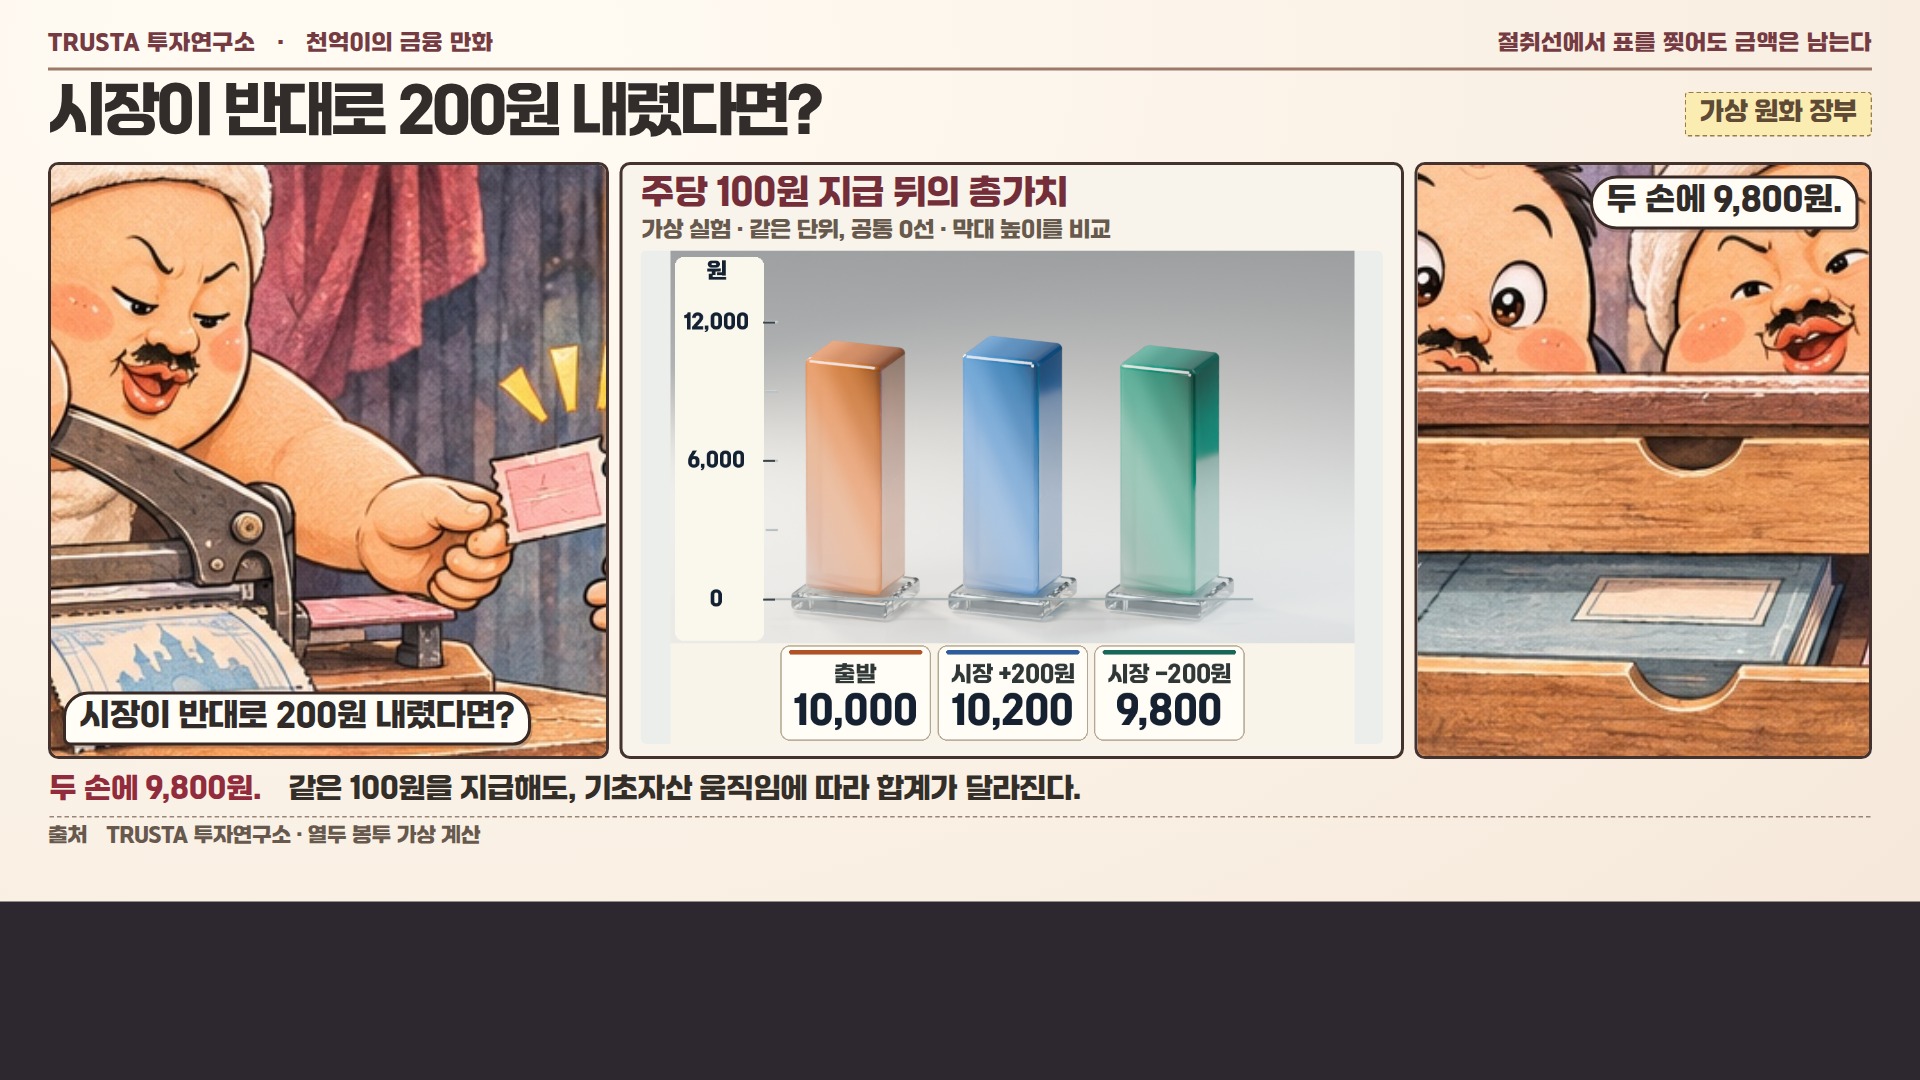 TRUSTA 투자연구소 · 천억이의 금융 만화
절취선에서 표를 찢어도 금액은 남는다
시장이 반대로 200원 내렸다면?
가상 원화 장부
시장이 반대로 200원 내렸다면?
주당 100원 지급 뒤의 총가치
가상 실험 · 같은 단위, 공통 0선 · 막대 높이를 비교
원
12,000
6,000
0
출발
10,000
시장 +200원
10,200
시장 -200원
9,800
두 손에 9,800원.
두 손에 9,800원. 같은 100원을 지급해도, 기초자산 움직임에 따라 합계가 달라진다.
출처 TRUSTA 투자연구소 · 열두 봉투 가상 계산